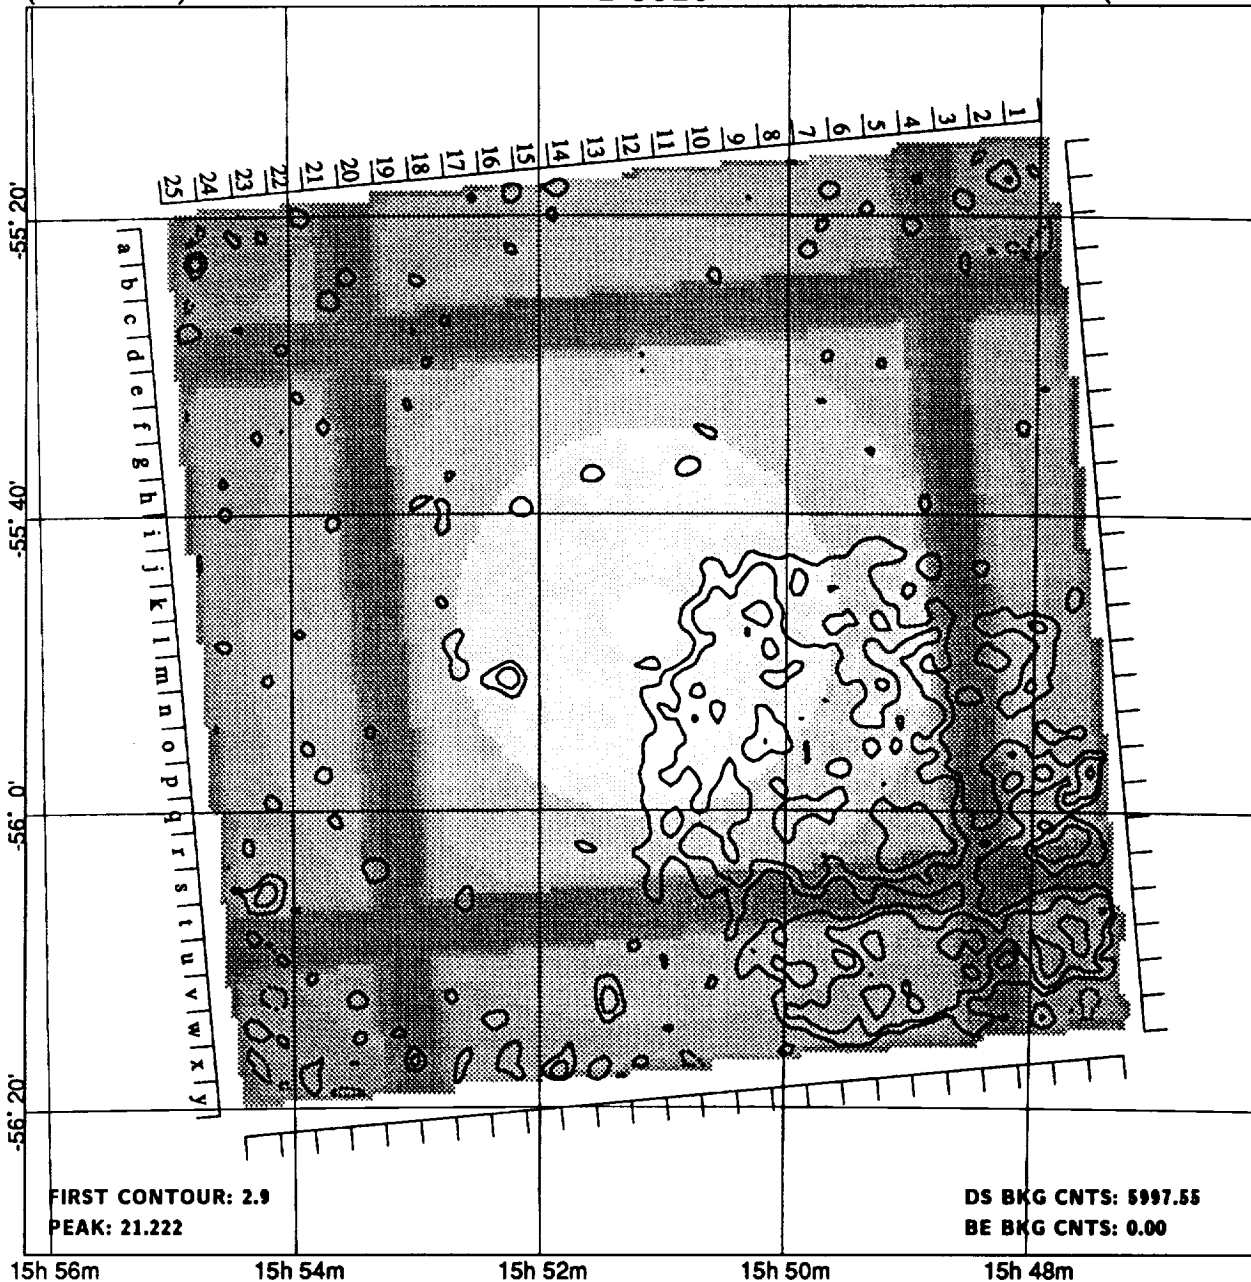 25 24 23 22 21 20 19 18 17 16 15 14 13 12 11 10 9 8 7 6 5 4 3 2 1
-55° 20'
a b c d e f g h i j k l m n o p q r s t u v w x y
-55° 40'
-56° 0'
-56° 20'
FIRST CONTOUR: 2.9
DS BKG CNTS: 5997.55
PEAK: 21.222
BE BKG CNTS: 0.00
15h 56m 15h 54m 15h 52m 15h 50m 15h 48m